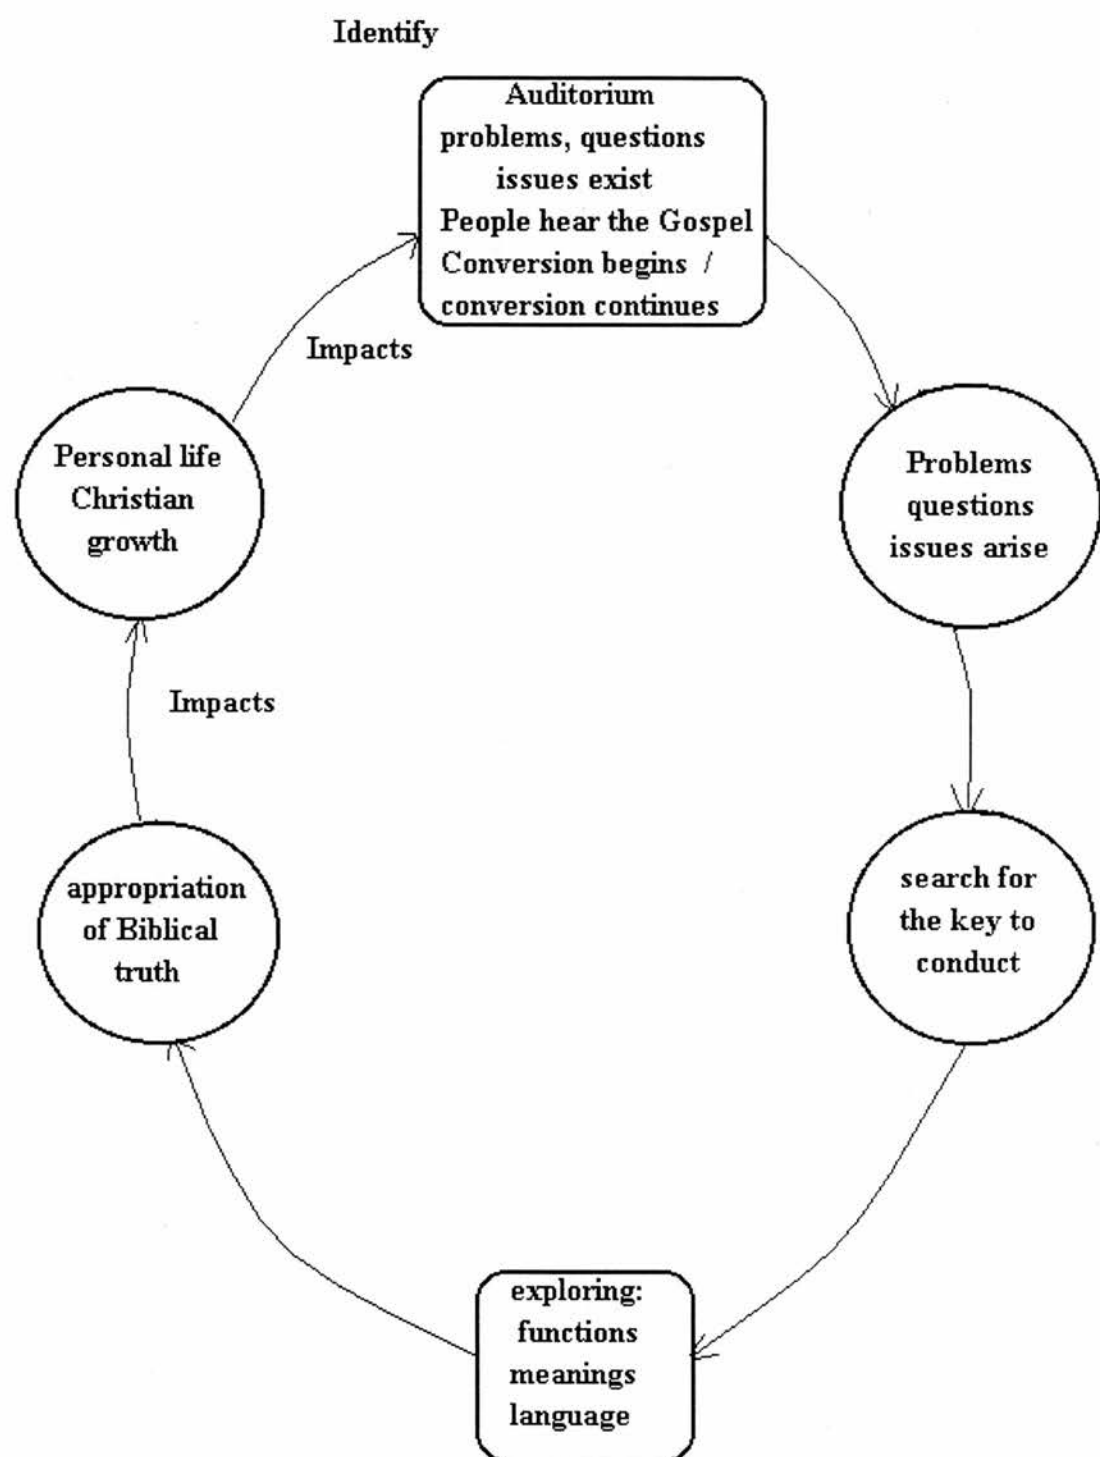 Identify
Auditorium
problems, questions
issues exist
People hear the Gospel
Conversion begins /
conversion continues
Impacts
Personal life
Christian
growth
Problems
questions
issues arise
Impacts
appropriation
of Biblical
truth
search for
the key to
conduct
exploring:
functions
meanings
language